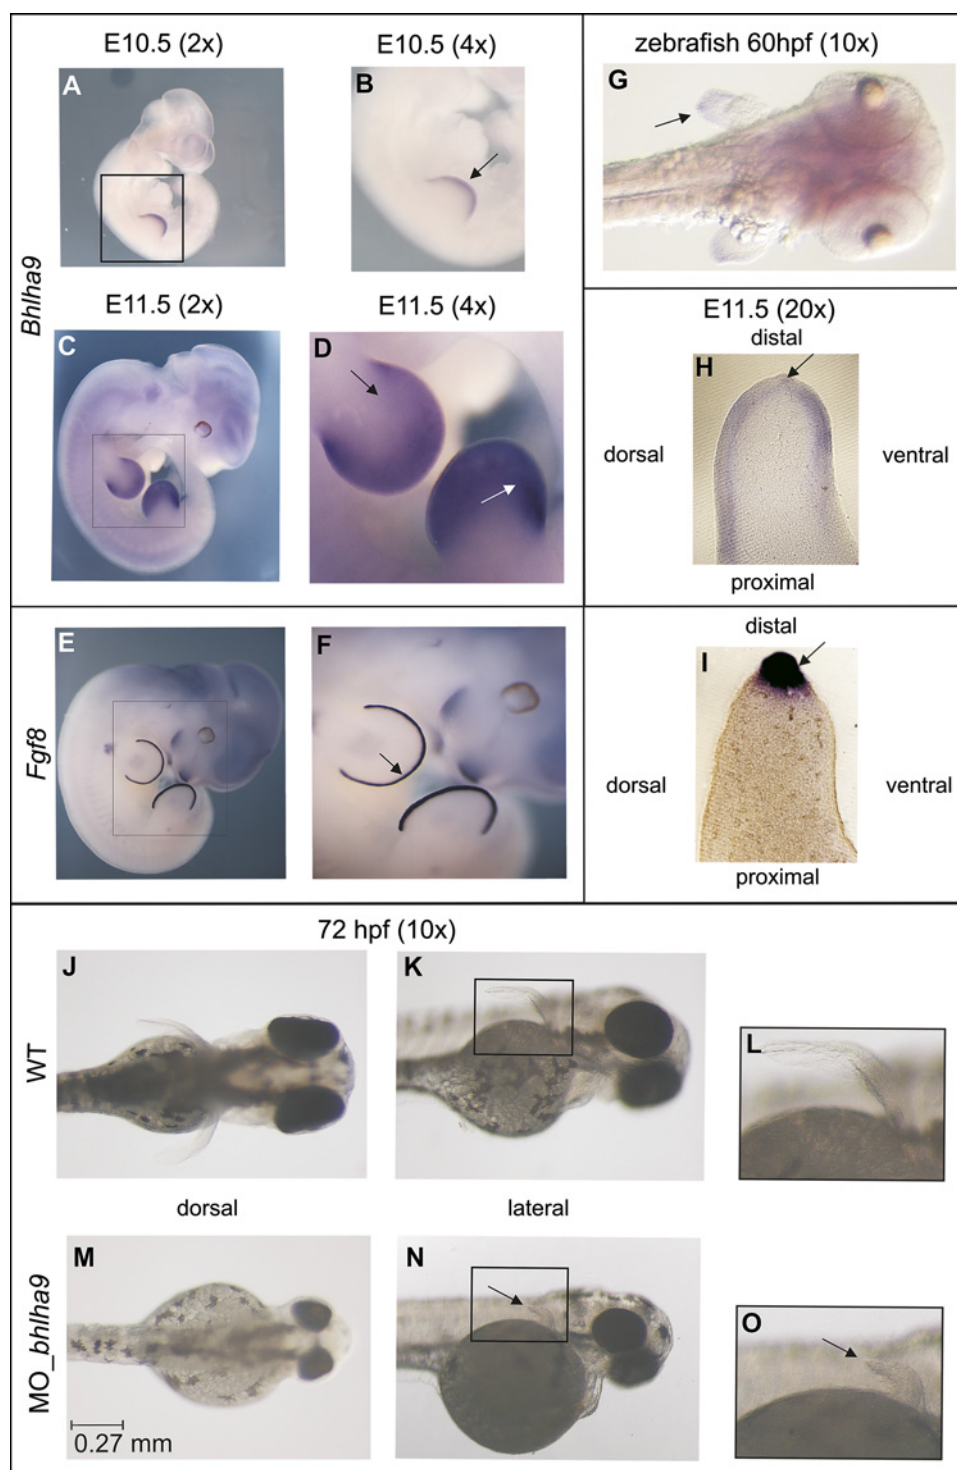 E10.5 (2x)
E10.5 (4x)
zebrafish 60hpf (10x)
A
B
G
Bhlha9
E11.5 (2x)
E11.5 (4x)
C
D
E11.5 (20x)
distal
H
dorsal
ventral
proximal
Fgf8
E
F
distal
I
dorsal
ventral
proximal
72 hpf (10x)
WT
J
K
L
dorsal
lateral
MO_bhlha9
M
N
O
0.27 mm